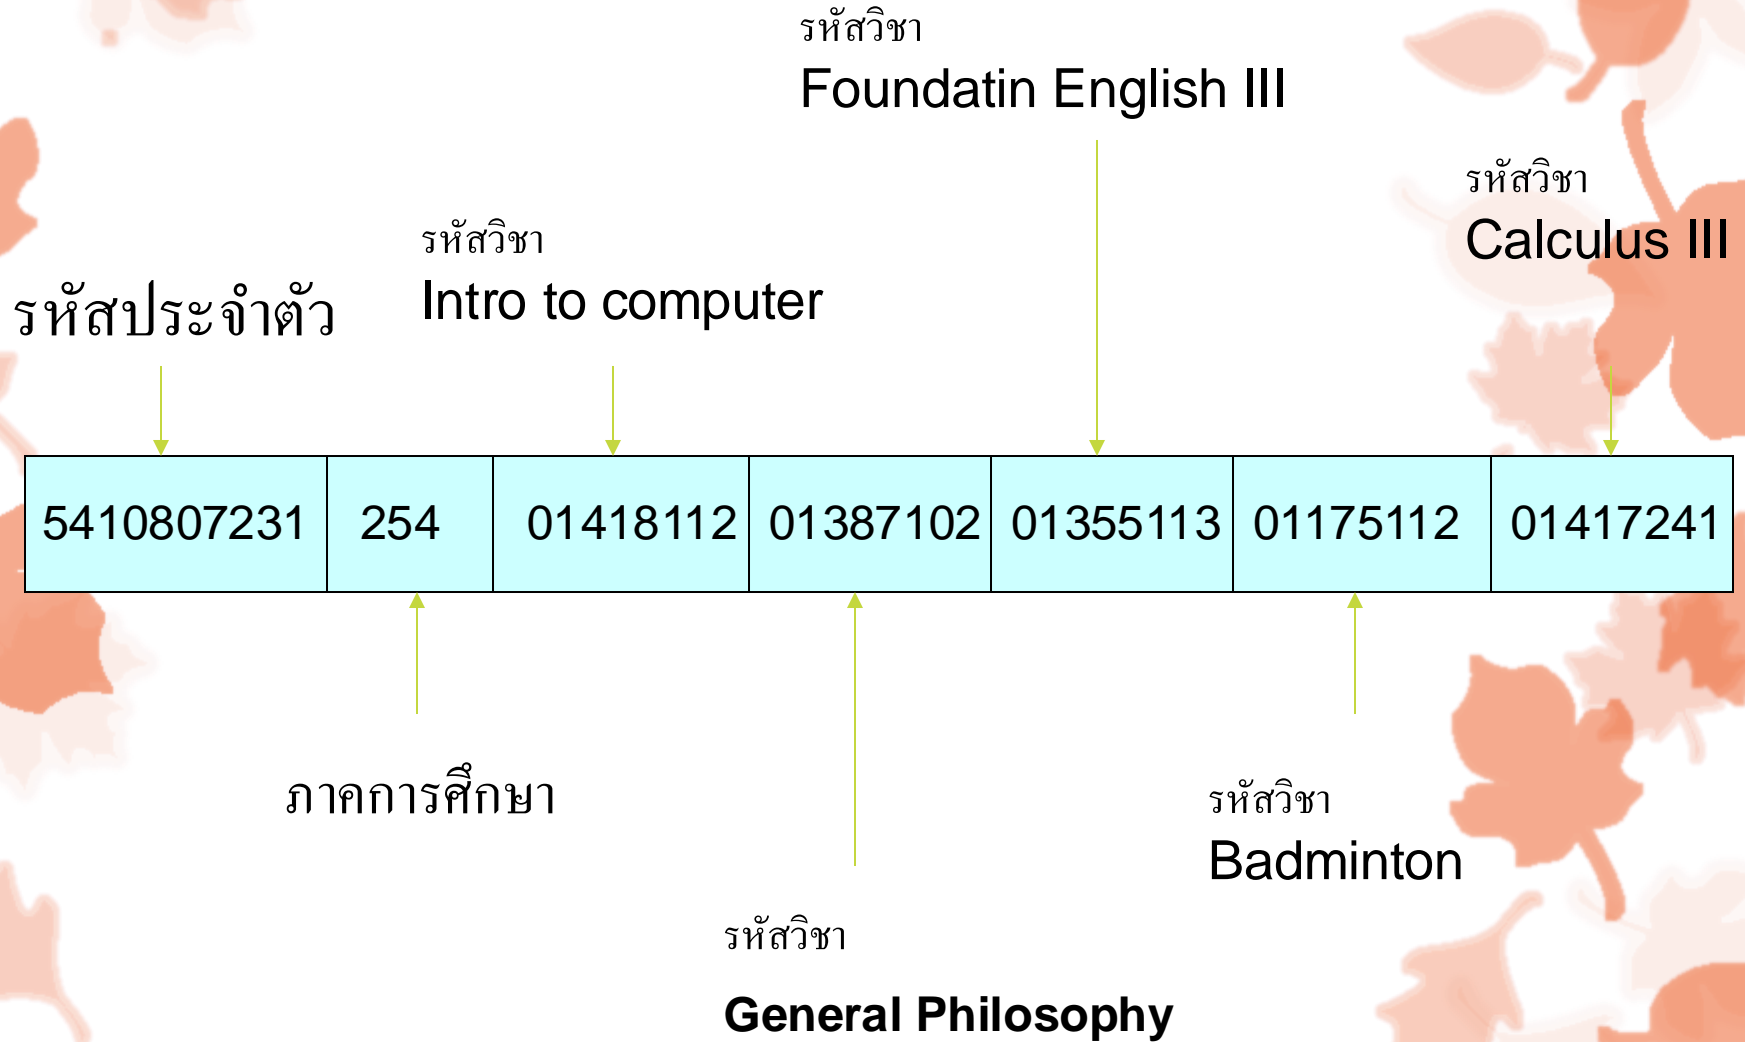 รหัสวิชา
Foundatin English III
รหัสวิชา
Calculus III
รหัสวิชา
Intro to computer
รหัสประจำตัว
5410807231 254 01418112 01387102 01355113 01175112 01417241
ภาคการศึกษา
รหัสวิชา
Badminton
รหัสวิชา
General Philosophy